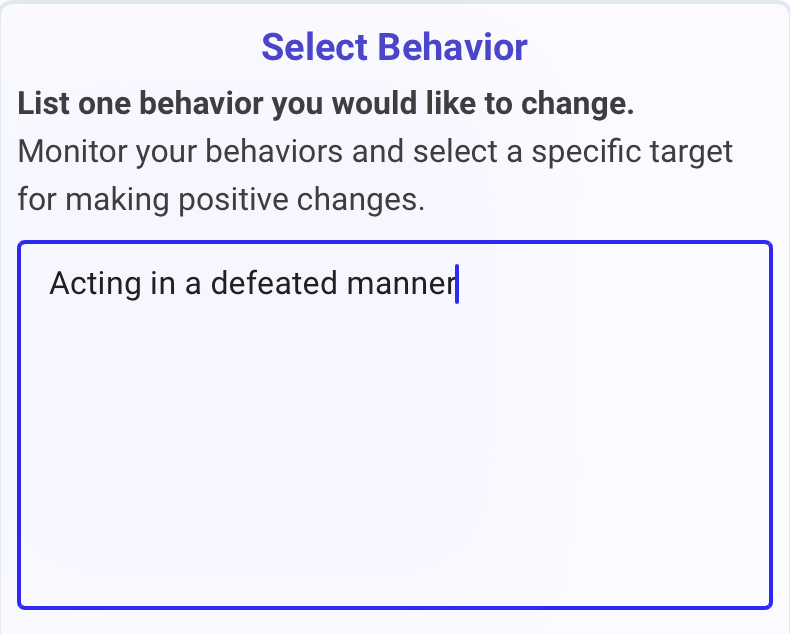 Select Behavior
List one behavior you would like to change.
Monitor your behaviors and select a specific target
for making positive changes.
Acting in a defeated manner